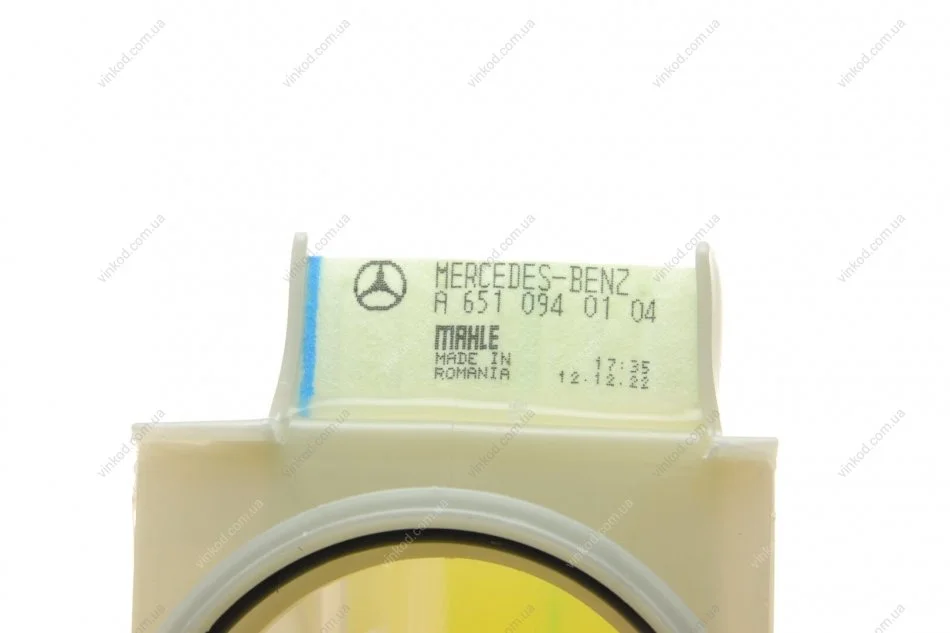 MERCEDES-BENZ
A 651 094 01 04
MAHLE
MADE IN
ROMANIA
17:35
12.12.22
vinkod.com.ua